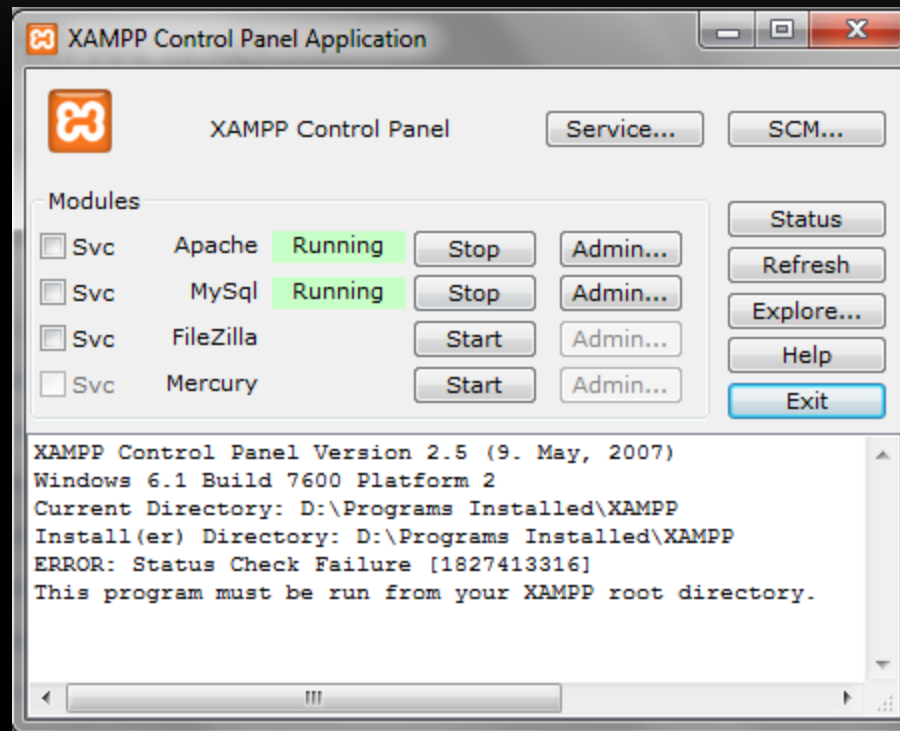 XAMPP Control Panel Application
XAMPP Control Panel Service... SCM...
Modules
Svc Apache Running Stop Admin...
Svc MySql Running Stop Admin...
Svc FileZilla Start Admin...
Svc Mercury Start Admin...
Status
Refresh
Explore...
Help
Exit
XAMPP Control Panel Version 2.5 (9. May, 2007)
Windows 6.1 Build 7600 Platform 2
Current Directory: D:\Programs Installed\XAMPP
Install(er) Directory: D:\Programs Installed\XAMPP
ERROR: Status Check Failure [1827413316]
This program must be run from your XAMPP root directory.